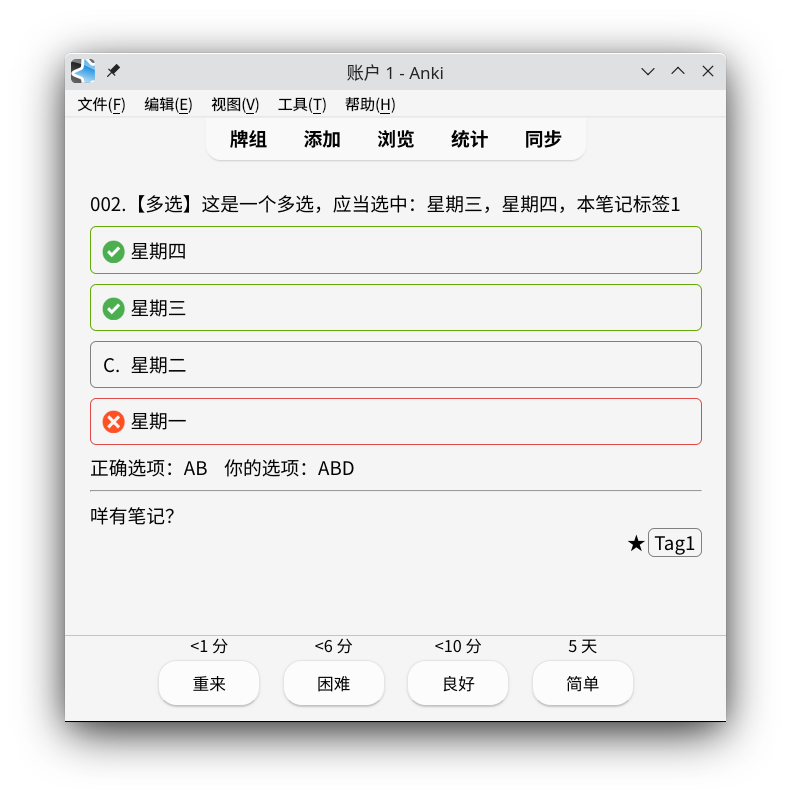 账户 1 - Anki
文件(F) 编辑(E) 视图(V) 工具(T) 帮助(H)
牌组 添加 浏览 统计 同步
002.【多选】这是一个多选，应当选中：星期三，星期四，本笔记标签1
星期四
星期三
C. 星期二
星期一
正确选项：AB 你的选项：ABD
咩有笔记？
★ Tag1
<1 分 <6 分 <10 分 5 天
重来 困难 良好 简单